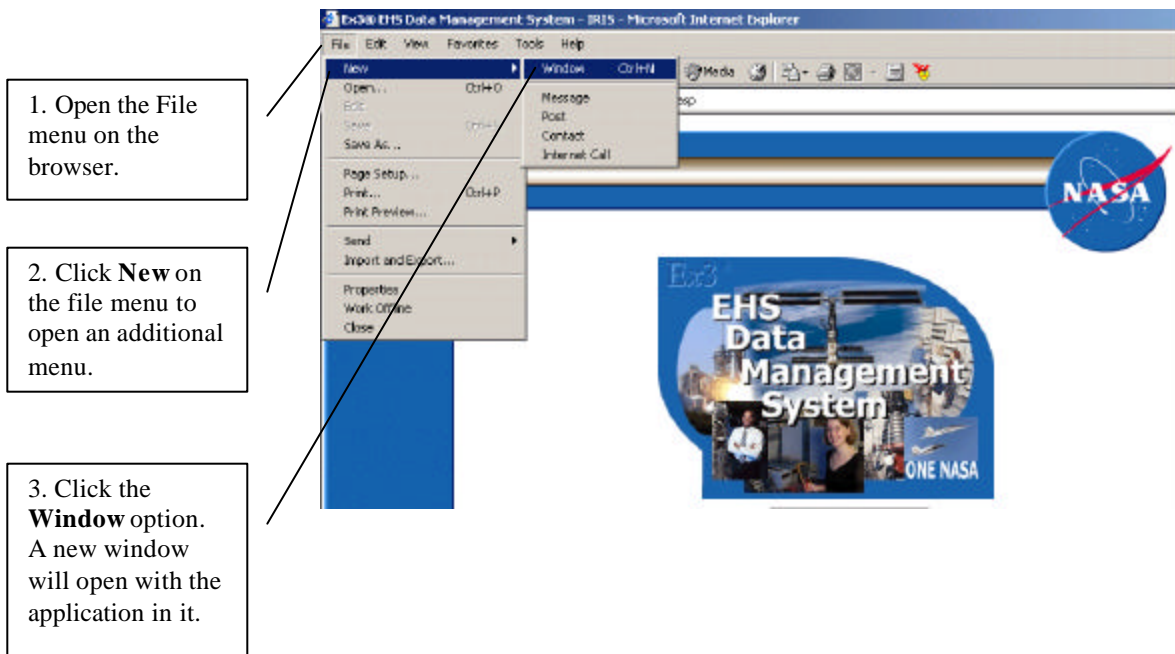 Ex3® EHS Data Management System - IRIS - Microsoft Internet Explorer
File Edit View Favorites Tools Help
New
Window Ctrl+N
Media
Open... Ctrl+O
Edit
Save
Save As...
Message
Post
Contact
Internet Call
asp
Page Setup...
Print... Ctrl+P
Print Preview...
Send
Import and Export...
Properties
Work Offline
Close
NASA
Ex3
EHS
Data
Management
System
ONE NASA
1. Open the File
menu on the
browser.
2. Click New on
the file menu to
open an additional
menu.
3. Click the
Window option.
A new window
will open with the
application in it.